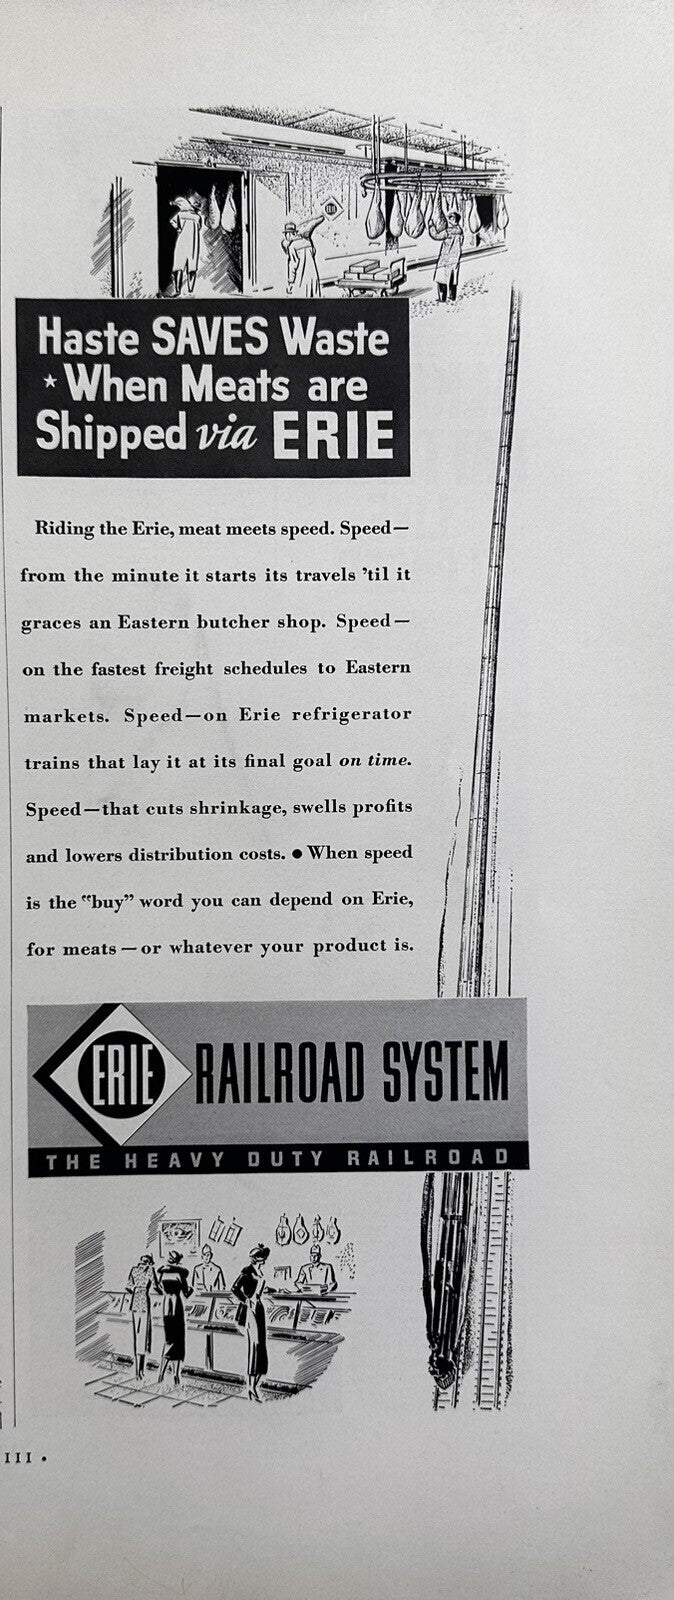 ERIE
Haste SAVES Waste
★ When Meats are
Shipped via ERIE
Riding the Erie, meat meets speed. Speed—
from the minute it starts its travels ’til it
graces an Eastern butcher shop. Speed—
on the fastest freight schedules to Eastern
markets. Speed—on Erie refrigerator
trains that lay it at its final goal on time.
Speed—that cuts shrinkage, swells profits
and lowers distribution costs. ● When speed
is the “buy” word you can depend on Erie,
for meats—or whatever your product is.
ERIE RAILROAD SYSTEM
THE HEAVY DUTY RAILROAD
III •